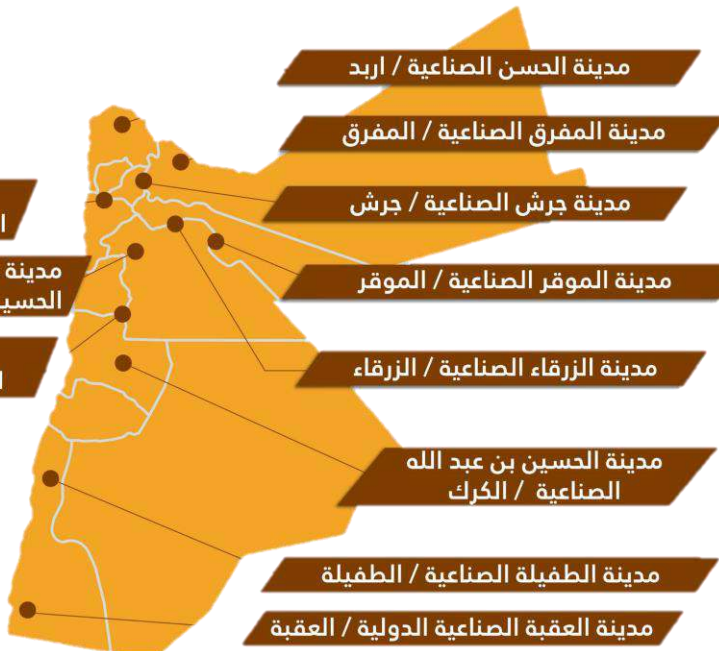 مدينة الحسن الصناعية / اربد
مدينة المفرق الصناعية / المفرق
مدينة جرش الصناعية / جرش
مدينة الموقر الصناعية / الموقر
مدينة الزرقاء الصناعية / الزرقاء
مدينة الحسين بن عبد الله
الصناعية / الكرك
مدينة الطفيلة الصناعية / الطفيلة
مدينة العقبة الصناعية الدولية / العقبة
مدينة